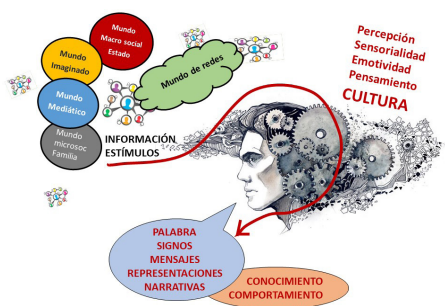 Mundo
Macro social
Estado
Mundo
Imaginado
Mundo de redes
Mundo
Mediático
Mundo
microsoc
Familia
INFORMACIÓN
ESTÍMULOS
Percepción
Sensorialidad
Emotividad
Pensamiento
CULTURA
PALABRA
SIGNOS
MENSAJES
REPRESENTACIONES
NARRATIVAS
CONOCIMIENTO
COMPORTAMIENTO